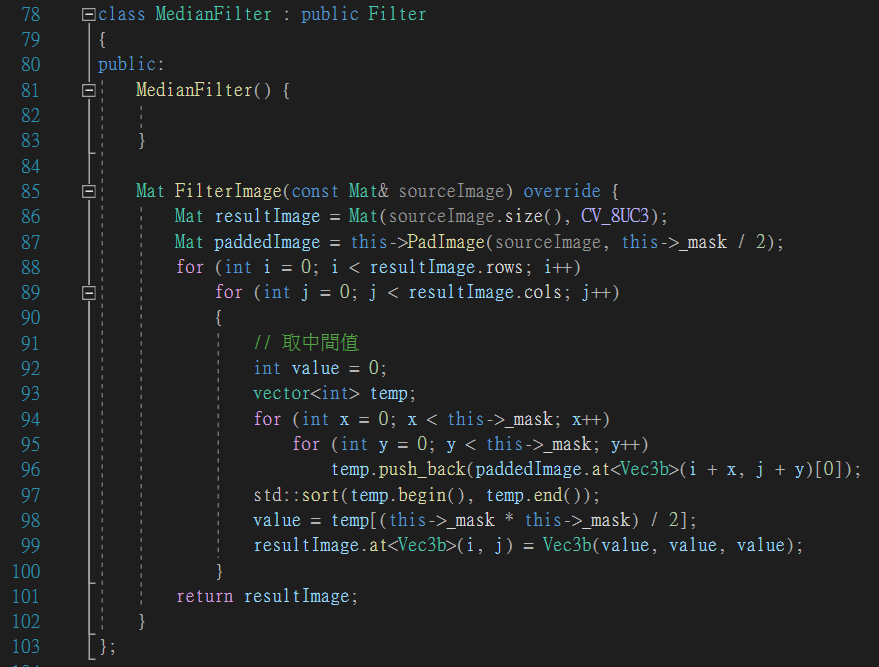 78 class MedianFilter : public Filter
79 {
80 public:
81 MedianFilter() {
82
83 }
84
85 Mat FilterImage(const Mat& sourceImage) override {
86 Mat resultImage = Mat(sourceImage.size(), CV_8UC3);
87 Mat paddedImage = this->PadImage(sourceImage, this->_mask / 2);
88 for (int i = 0; i < resultImage.rows; i++)
89 for (int j = 0; j < resultImage.cols; j++)
90 {
91 // 取中間值
92 int value = 0;
93 vector<int> temp;
94 for (int x = 0; x < this->_mask; x++)
95 for (int y = 0; y < this->_mask; y++)
96 temp.push_back(paddedImage.at<Vec3b>(i + x, j + y)[0]);
97 std::sort(temp.begin(), temp.end());
98 value = temp[(this->_mask * this->_mask) / 2];
99 resultImage.at<Vec3b>(i, j) = Vec3b(value, value, value);
100 }
101 return resultImage;
102 }
103 };